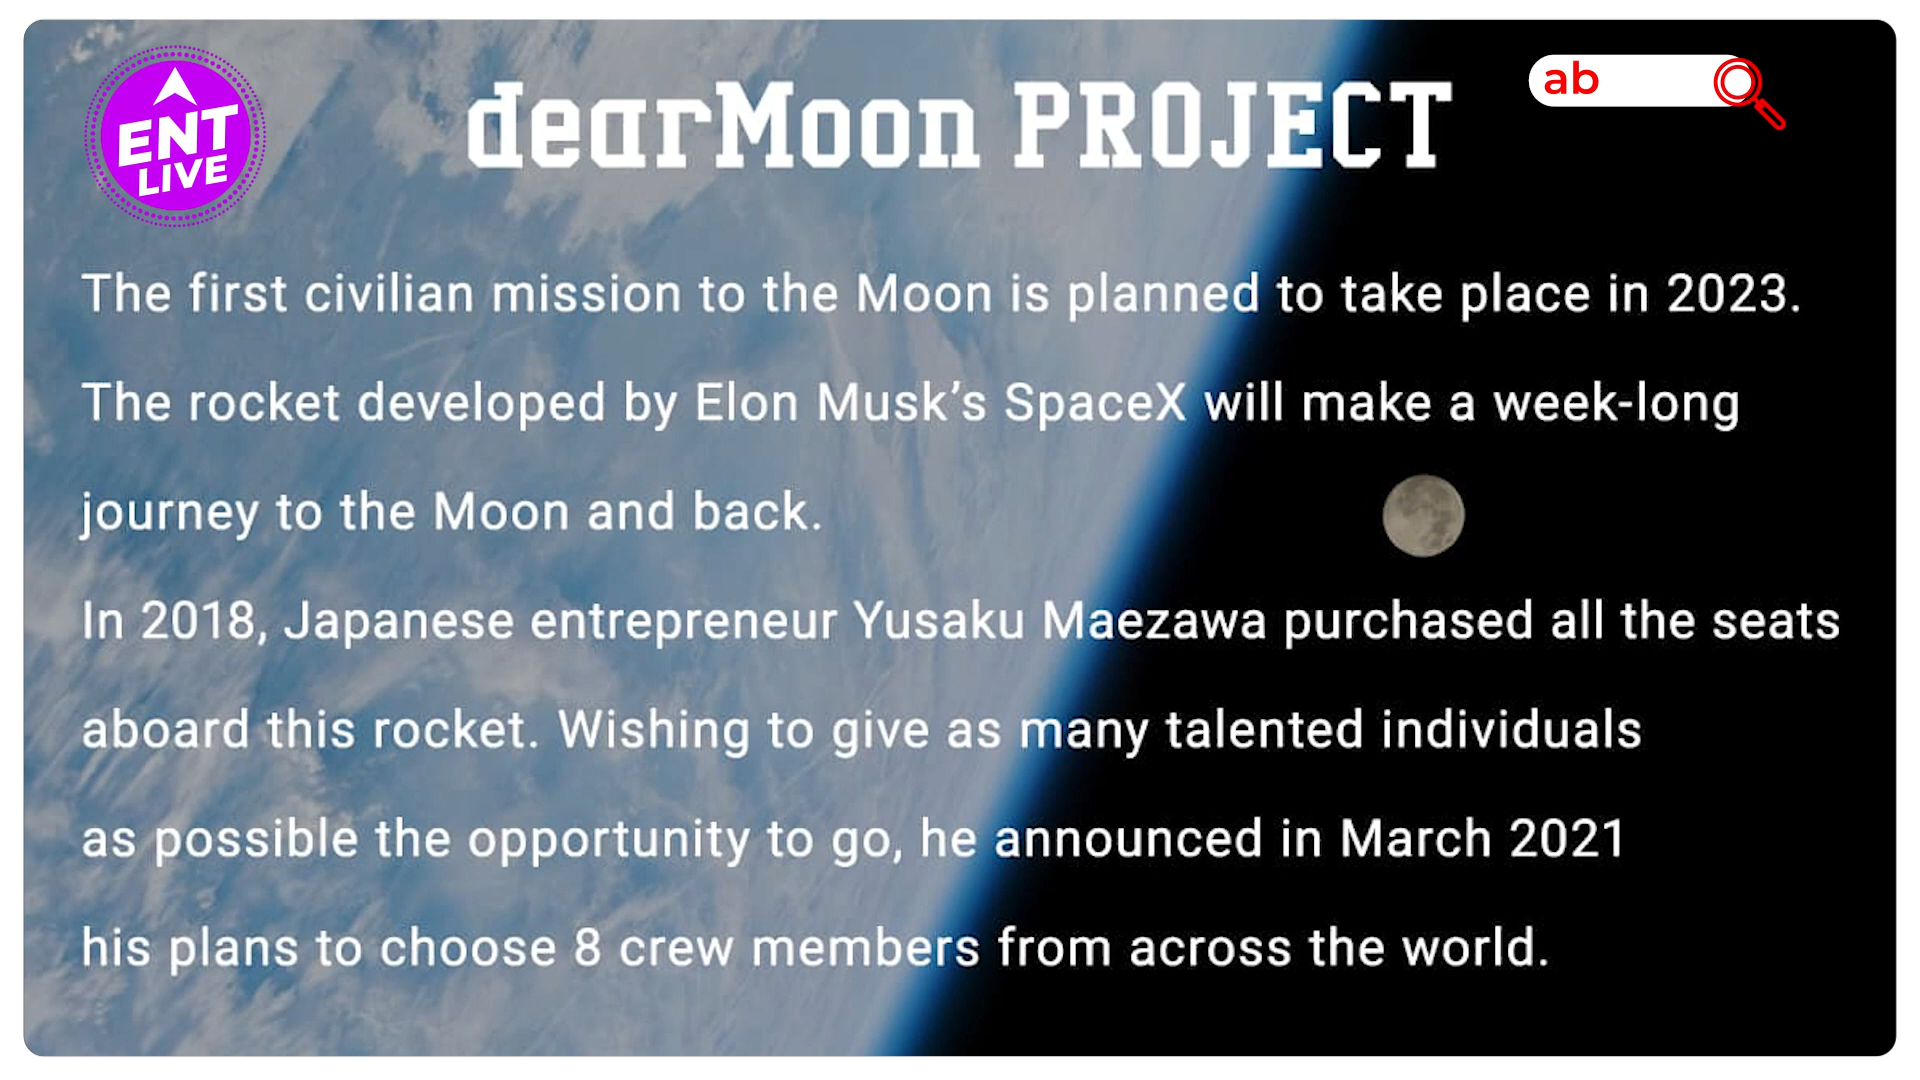 ENT
LIVE
dearMoon PROJECT
ab
The first civilian mission to the Moon is planned to take place in 2023.
The rocket developed by Elon Musk’s SpaceX will make a week-long
journey to the Moon and back.
In 2018, Japanese entrepreneur Yusaku Maezawa purchased all the seats
aboard this rocket. Wishing to give as many talented individuals
as possible the opportunity to go, he announced in March 2021
his plans to choose 8 crew members from across the world.